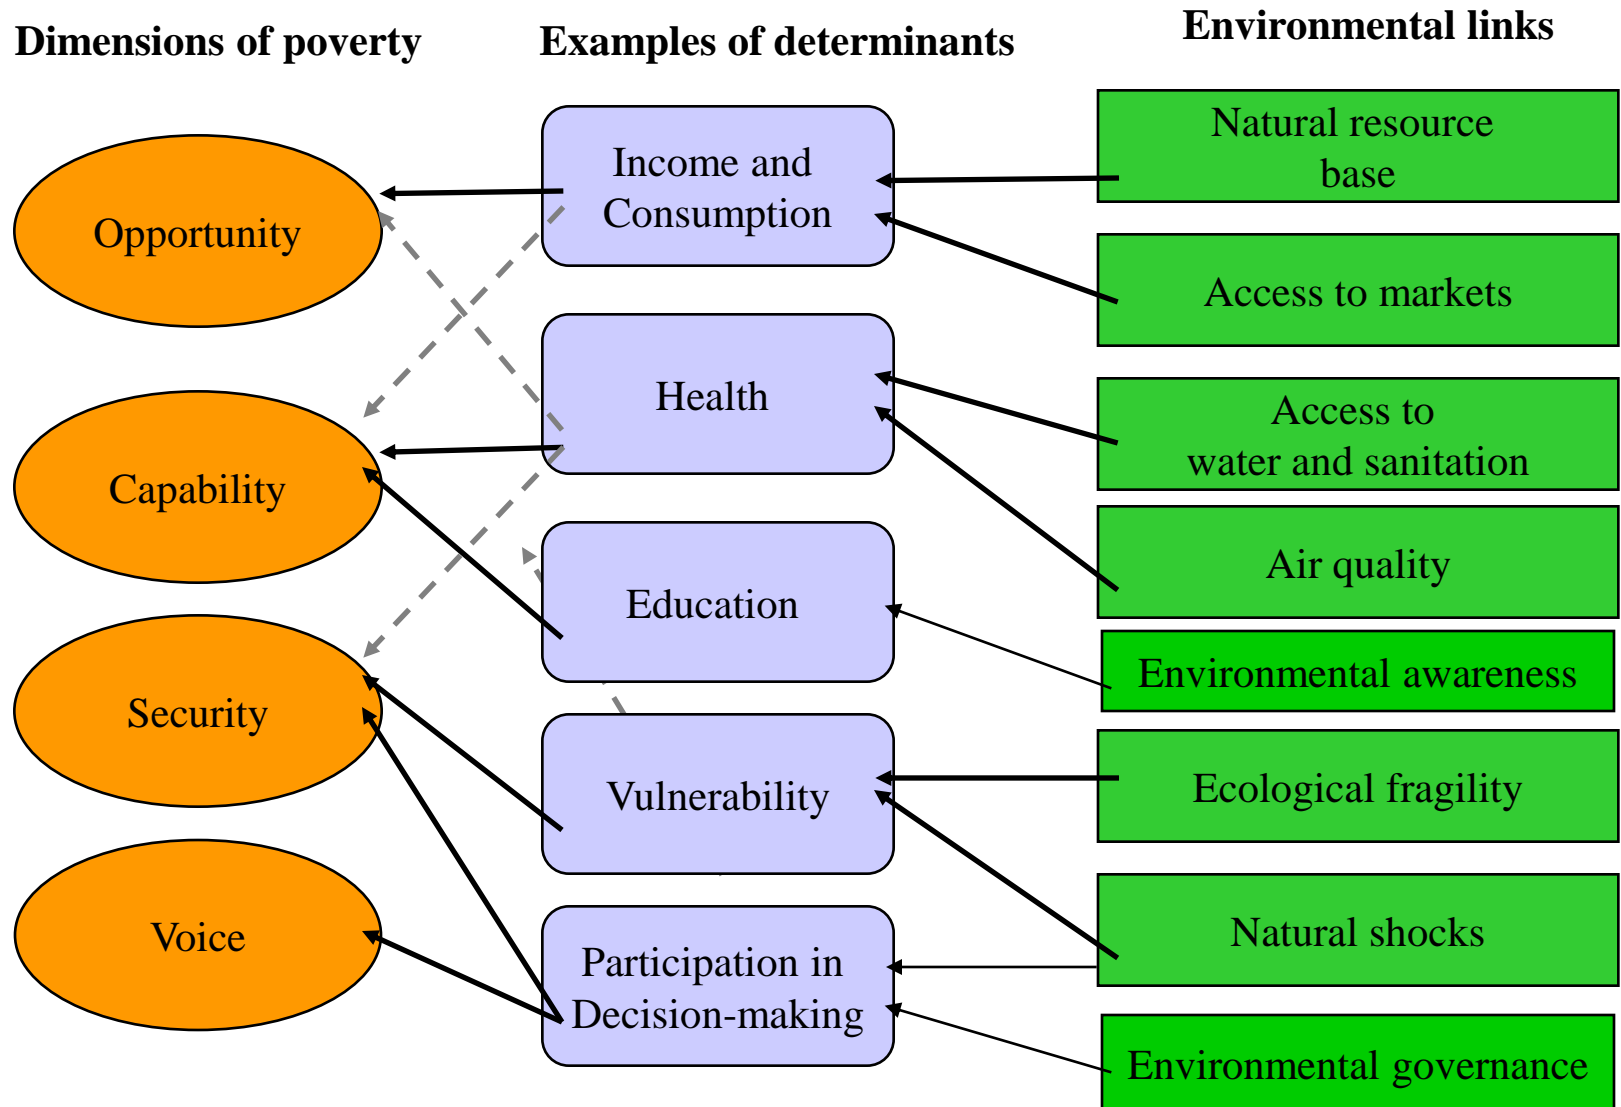 Dimensions of poverty
Examples of determinants
Environmental links
Opportunity
Capability
Security
Voice
Income and
Consumption
Health
Education
Vulnerability
Participation in
Decision-making
Natural resource
base
Access to markets
Access to
water and sanitation
Air quality
Environmental awareness
Ecological fragility
Natural shocks
Environmental governance